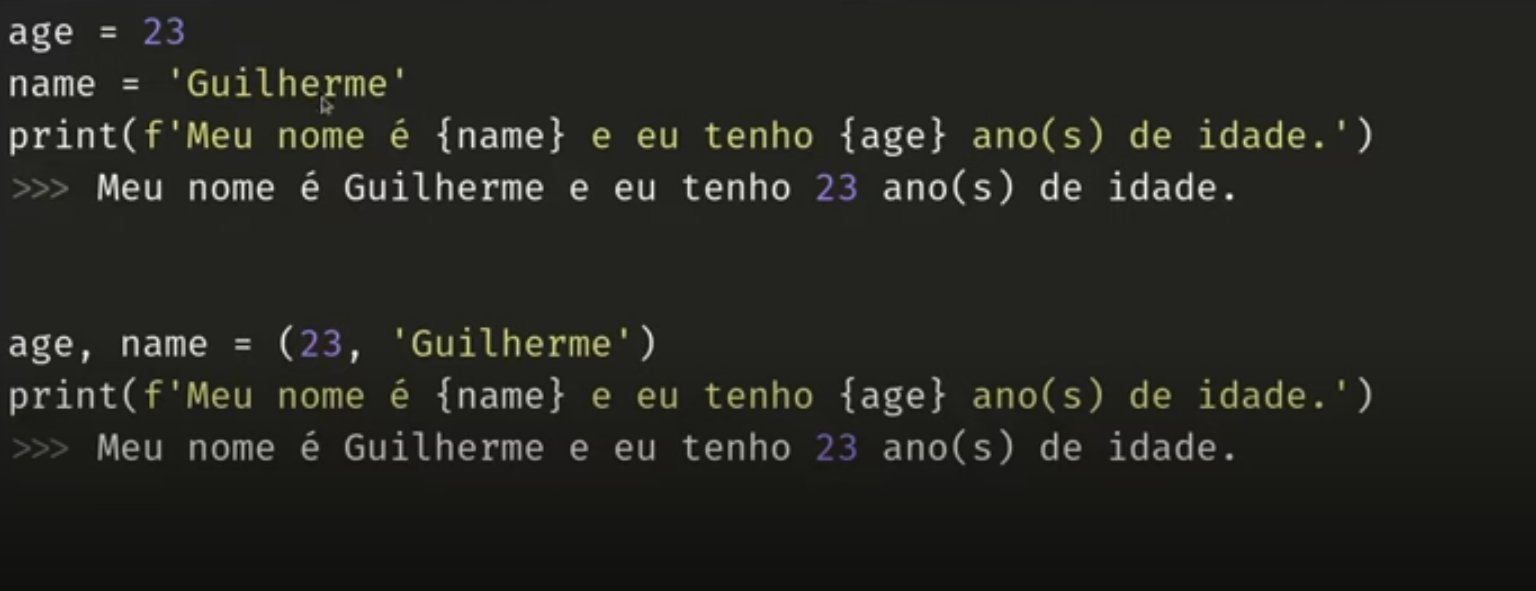 age = 23
name = 'Guilherme'
print(f'Meu nome é {name} e eu tenho {age} ano(s) de idade.')
>>> Meu nome é Guilherme e eu tenho 23 ano(s) de idade.
age, name = (23, 'Guilherme')
print(f'Meu nome é {name} e eu tenho {age} ano(s) de idade.')
>>> Meu nome é Guilherme e eu tenho 23 ano(s) de idade.